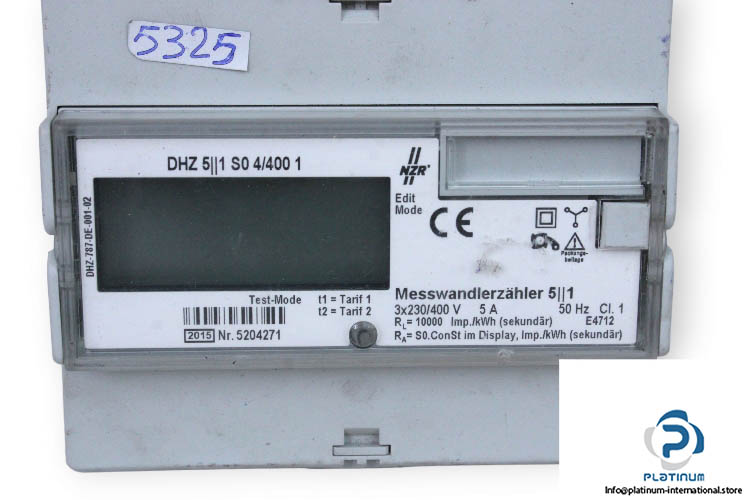 5325
DHZ 5||1 S0 4/400 1
NZR
Edit
Mode
CE
DHZ-787-DE-001-02
Packungs-
beilage
Test-Mode
t1 = Tarif 1
t2 = Tarif 2
2015 Nr. 5204271
Messwandlerzähler 5||1
3x230/400 V 5 A 50 Hz Cl. 1
RL= 10000 Imp./kWh (sekundär) E4712
RA= S0.ConSt im Display, Imp./kWh (sekundär)
PLATINUM
Info@platinum-international.store